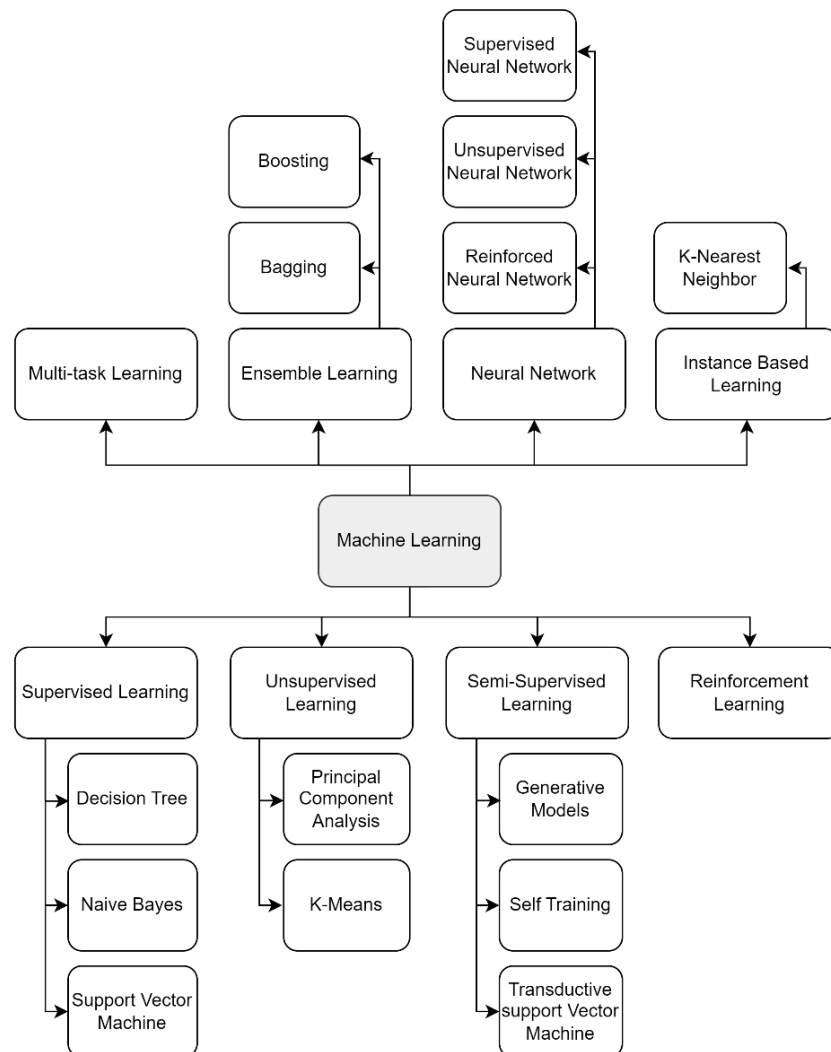 Supervised
Neural Network
Boosting
Unsupervised
Neural Network
Bagging
Reinforced
Neural Network
K-Nearest
Neighbor
Multi-task Learning
Ensemble Learning
Neural Network
Instance Based
Learning
Machine Learning
Supervised Learning
Unsupervised
Learning
Semi-Supervised
Learning
Reinforcement
Learning
Decision Tree
Principal
Component
Analysis
Generative
Models
Naive Bayes
K-Means
Self Training
Support Vector
Machine
Transductive
support Vector
Machine